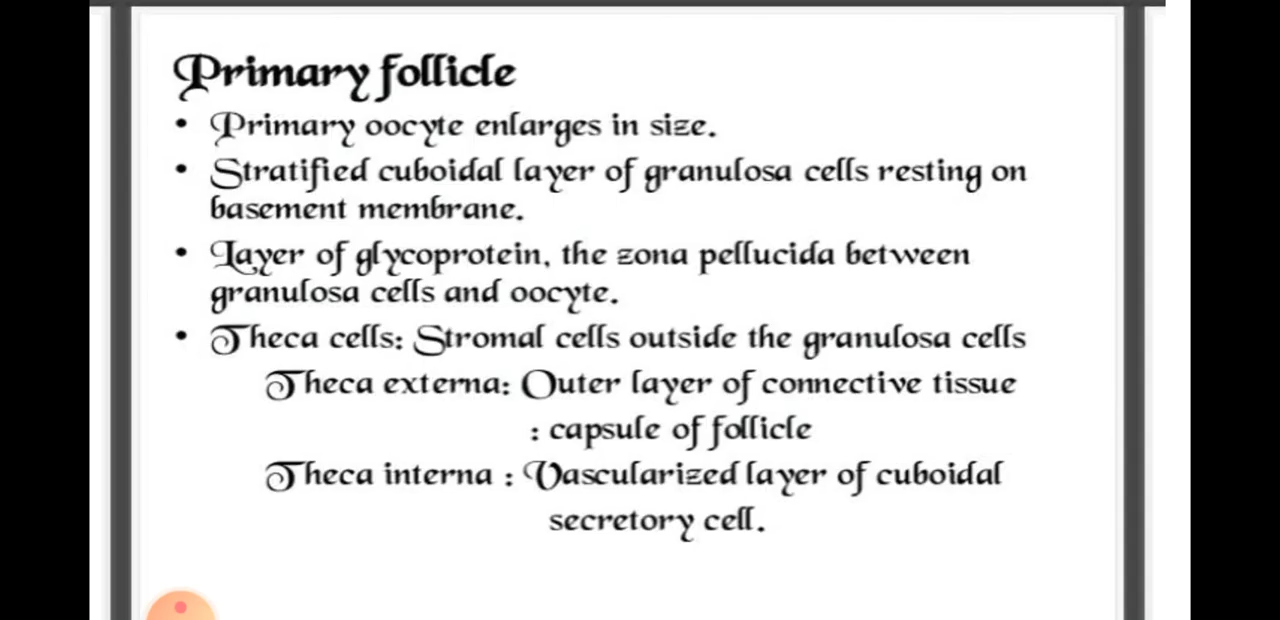 Primary follicle
• Primary oocyte enlarges in size.
• Stratified cuboidal layer of granulosa cells resting on
basement membrane.
• Layer of glycoprotein, the zona pellucida between
granulosa cells and oocyte.
• Theca cells: Stromal cells outside the granulosa cells
Theca externa: Outer layer of connective tissue
: capsule of follicle
Theca interna : Vascularized layer of cuboidal
secretory cell.